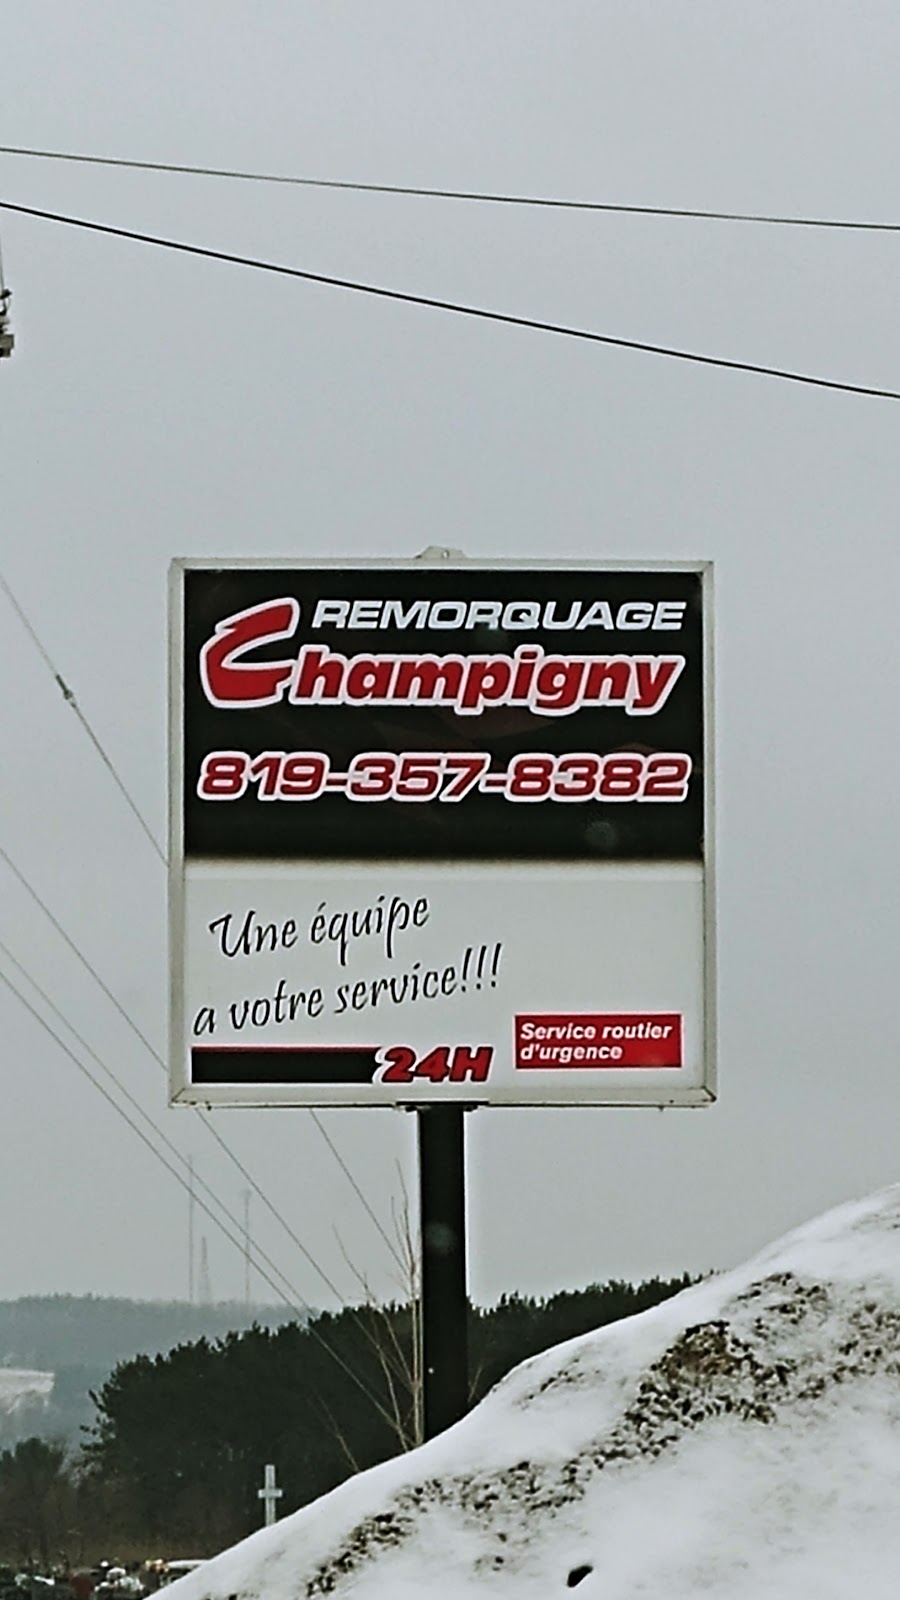 REMORQUAGE
Champigny
819-357-8382
Une équipe
a votre service!!!
24H
Service routier
d'urgence